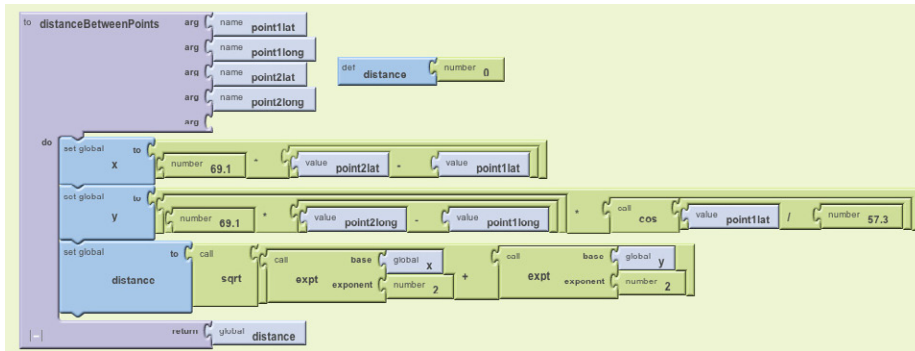 to distanceBetweenPoints arg name point1lat
arg name point1long
arg name point2lat
arg name point2long
arg
def distance number 0
do
set global x to number 69.1 - value point2lat - value point1lat
set global y to number 69.1 * value point2long - value point1long * call cos value point1lat / number 57.3
set global distance to call sqrt call expt base global x exponent number 2 + call expt base global y exponent number 2
return global distance